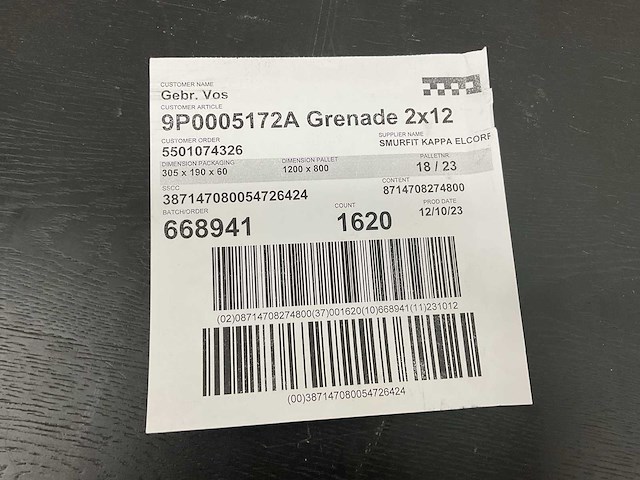 CUSTOMER NAME
Gebr. Vos
CUSTOMER ARTICLE
9P0005172A Grenade 2x12
CUSTOMER ORDER
5501074326
SUPPLIER NAME
SMURFIT KAPPA ELCORR
DIMENSION PACKAGING
305 x 190 x 60
DIMENSION PALLET
1200 x 800
PALLETNR.
18 / 23
SSCC
387147080054726424
CONTENT
8714708274800
BATCH/ORDER
668941
COUNT
1620
PROD DATE
12/10/23
(02)08714708274800(37)001620(10)668941(11)231012
(00)387147080054726424